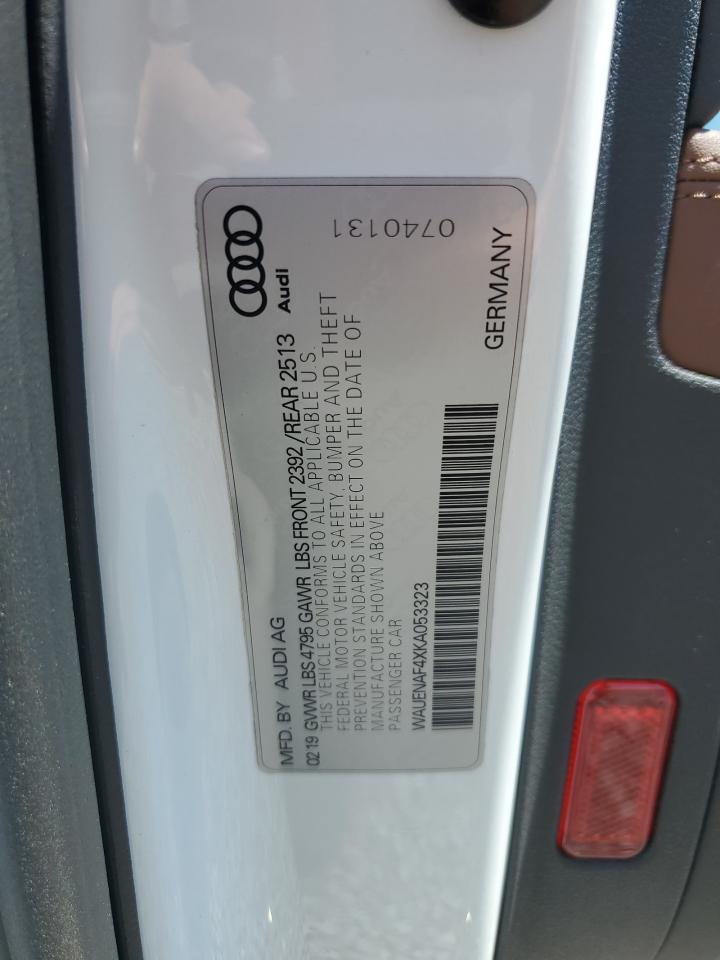 MFD. BY AUDI AG
02 19 GVWR LBS 4795 GAWR LBS FRONT 2392 / REAR 2513
THIS VEHICLE CONFORMS TO ALL APPLICABLE U.S.
FEDERAL MOTOR VEHICLE SAFETY, BUMPER AND THEFT
PREVENTION STANDARDS IN EFFECT ON THE DATE OF
MANUFACTURE SHOWN ABOVE
PASSENGER CAR
WAUENAF4XKA053323
Audi
0740131
GERMANY